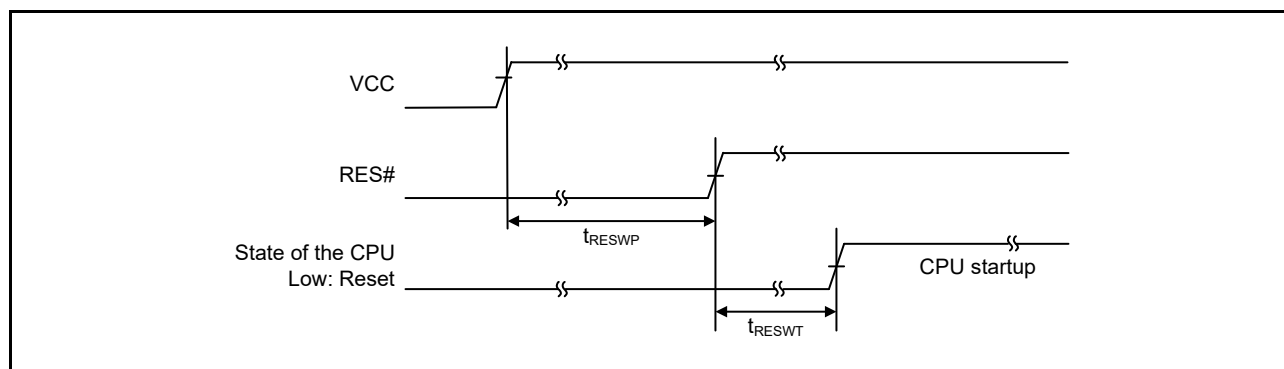 VCC
RES#
tRESWP
State of the CPU
Low: Reset
CPU startup
tRESWT